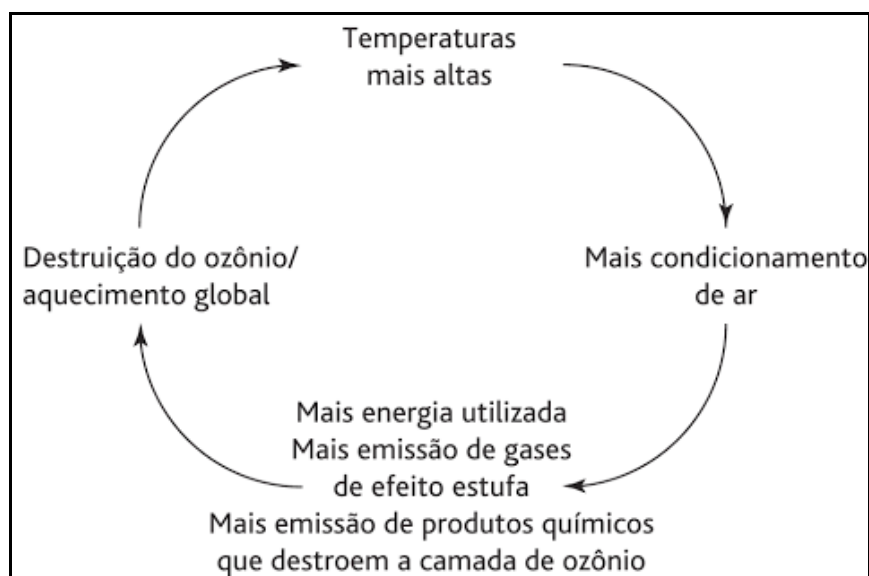 Temperaturas
mais altas
Mais condicionamento
de ar
Mais energia utilizada
Mais emissão de gases
de efeito estufa
Mais emissão de produtos químicos
que destroem a camada de ozônio
Destruição do ozônio/
aquecimento global